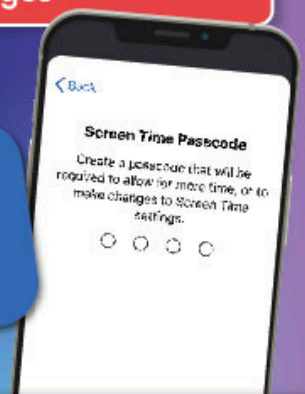 ges
Back
Screen Time Passcode
Create a passcode that will be
required to allow for more time, or to
make changes to Screen Time
settings.